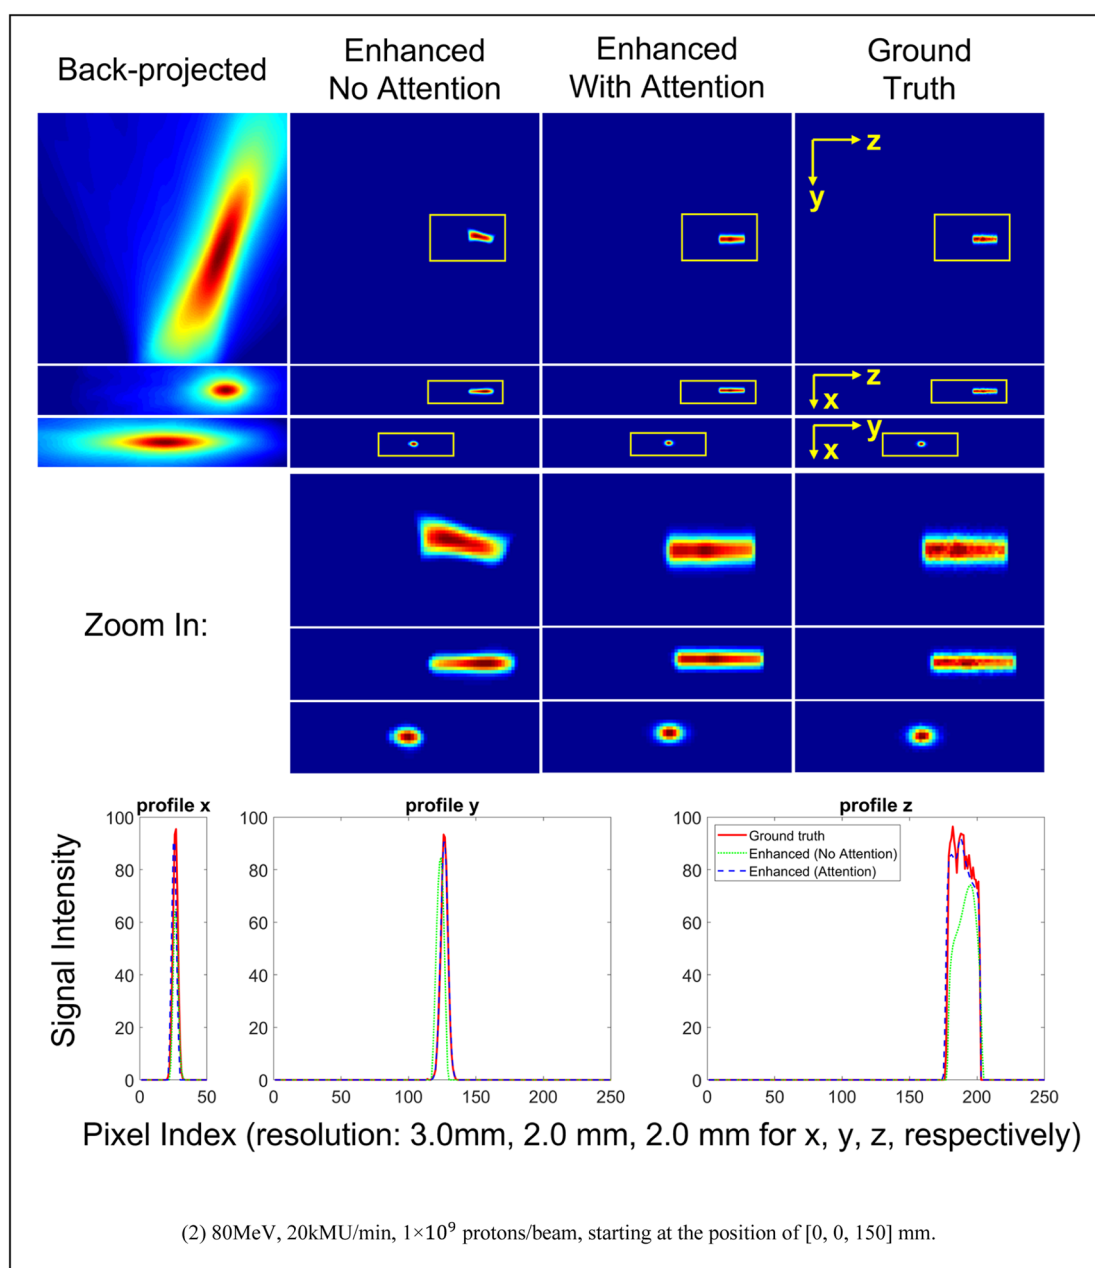 Back-projected
Enhanced
No Attention
Enhanced
With Attention
Ground
Truth
z
y
z
x
y
x
Zoom In:
profile x
profile y
profile z
Signal Intensity
100
80
60
40
20
0
0
50
100
80
60
40
20
0
0
50
100
150
200
250
100
80
60
40
20
0
0
50
100
150
200
250
Ground truth
Enhanced (No Attention)
Enhanced (Attention)
Pixel Index (resolution: 3.0mm, 2.0 mm, 2.0 mm for x, y, z, respectively)
(2) 80MeV, 20kMU/min, 1×10⁹ protons/beam, starting at the position of [0, 0, 150] mm.